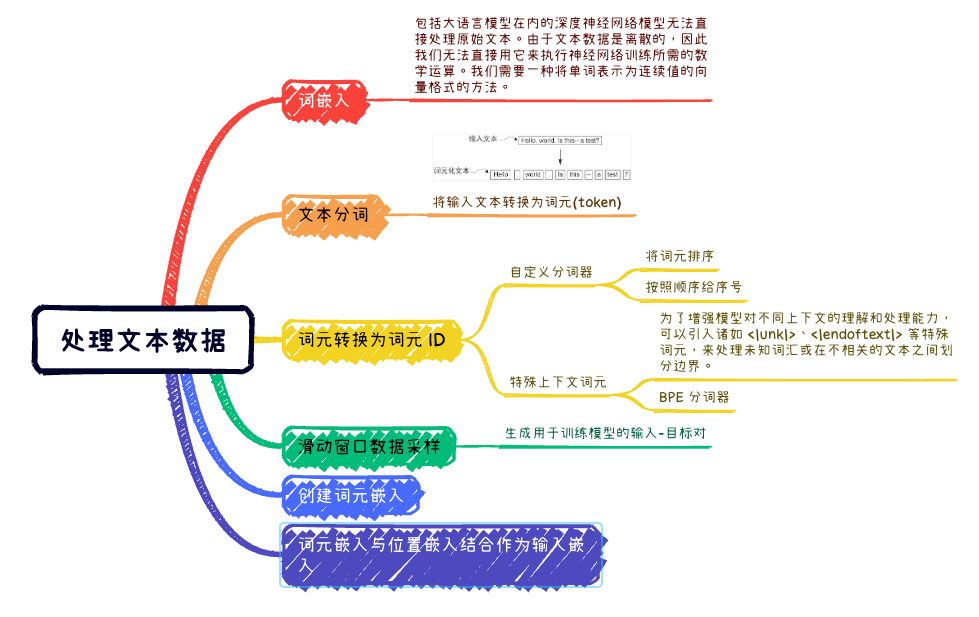 包括大语言模型在内的深度神经网络模型无法直
接处理原始文本。由于文本数据是离散的，因此
我们无法直接用它来执行神经网络训练所需的数
学运算。我们需要一种将单词表示为连续值的向
量格式的方法。
词嵌入
输入文本
Hello, world. Is this-- a test?
词元化文本
Hello , world . Is this -- a test ?
文本分词
将输入文本转换为词元(token)
处理文本数据
词元转换为词元 ID
自定义分词器
将词元排序
按照顺序给序号
特殊上下文词元
为了增强模型对不同上下文的理解和处理能力，
可以引入诸如 <|unk|> 、<|endoftext|> 等特殊
词元，来处理未知词汇或在不相关的文本之间划
分边界。
BPE 分词器
滑动窗口数据采样
生成用于训练模型的输入-目标对
创建词元嵌入
词元嵌入与位置嵌入结合作为输入嵌
入